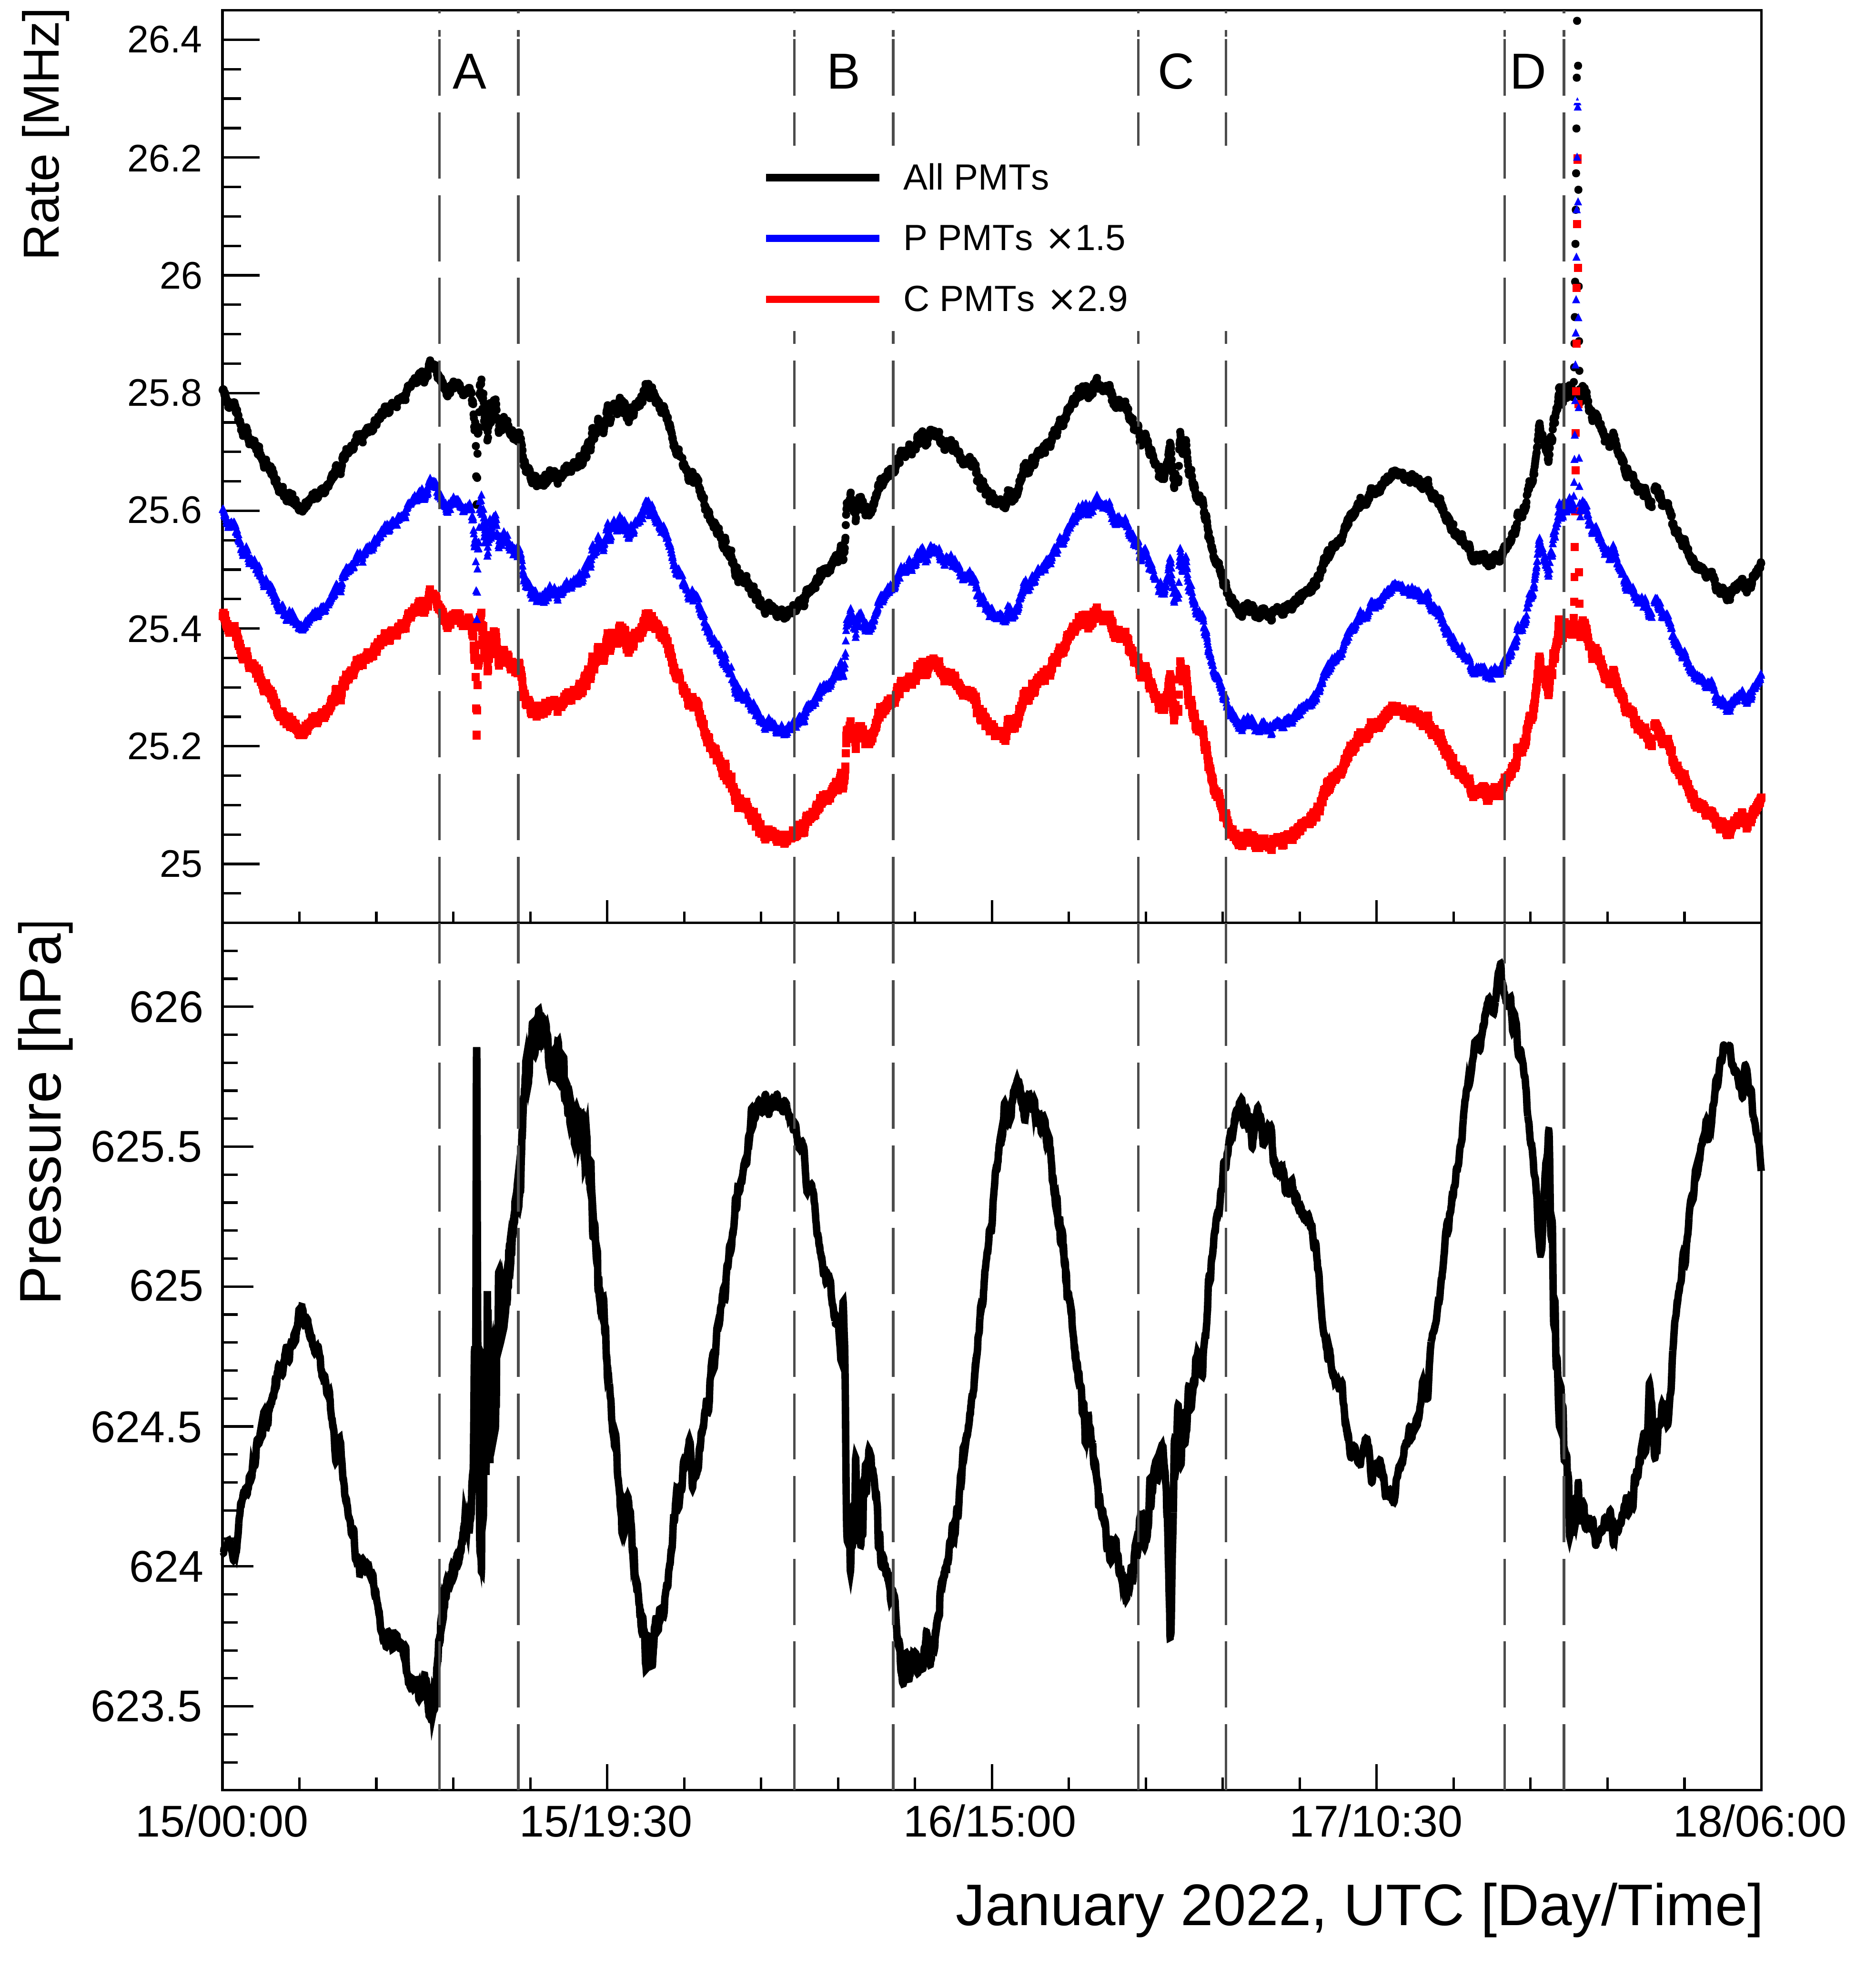 Rate [MHz]
26.4
26.2
26
25.8
25.6
25.4
25.2
25
A
B
C
D
All PMTs
P PMTs ×1.5
C PMTs ×2.9
Pressure [hPa]
626
625.5
625
624.5
624
623.5
15/00:00
15/19:30
16/15:00
17/10:30
18/06:00
January 2022, UTC [Day/Time]